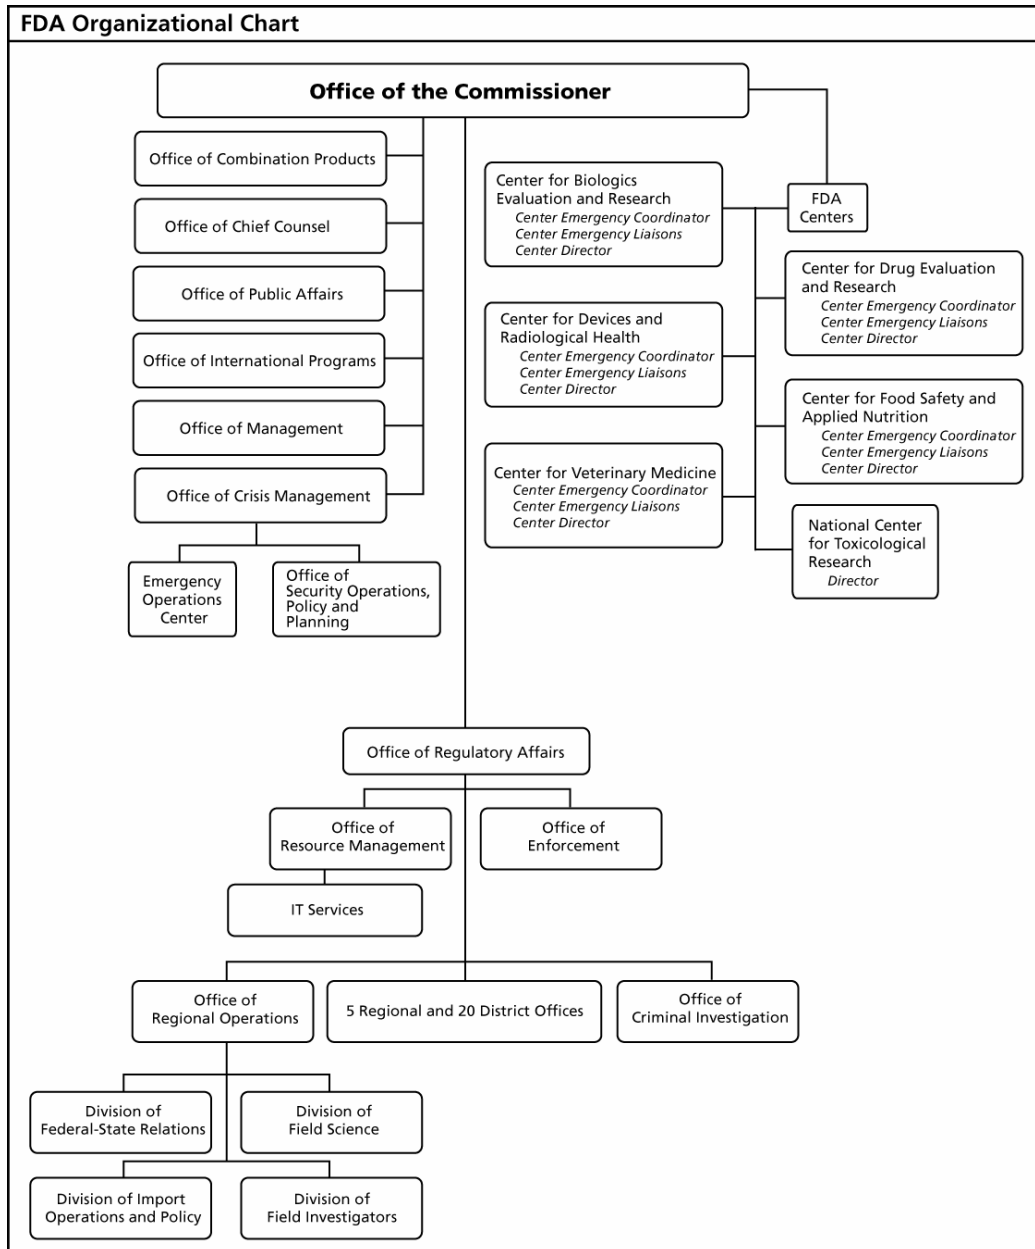 FDA Organizational Chart
Office of the Commissioner
Office of Combination Products
Office of Chief Counsel
Office of Public Affairs
Office of International Programs
Office of Management
Office of Crisis Management
Emergency
Operations
Center
Office of
Security Operations,
Policy and
Planning
FDA
Centers
Center for Biologics
Evaluation and Research
Center Emergency Coordinator
Center Emergency Liaisons
Center Director
Center for Drug Evaluation
and Research
Center Emergency Coordinator
Center Emergency Liaisons
Center Director
Center for Devices and
Radiological Health
Center Emergency Coordinator
Center Emergency Liaisons
Center Director
Center for Food Safety and
Applied Nutrition
Center Emergency Coordinator
Center Emergency Liaisons
Center Director
Center for Veterinary Medicine
Center Emergency Coordinator
Center Emergency Liaisons
Center Director
National Center
for Toxicological
Research
Director
Office of Regulatory Affairs
Office of
Resource Management
Office of
Enforcement
IT Services
Office of
Regional Operations
5 Regional and 20 District Offices
Office of
Criminal Investigation
Division of
Federal-State Relations
Division of
Field Science
Division of Import
Operations and Policy
Division of
Field Investigators